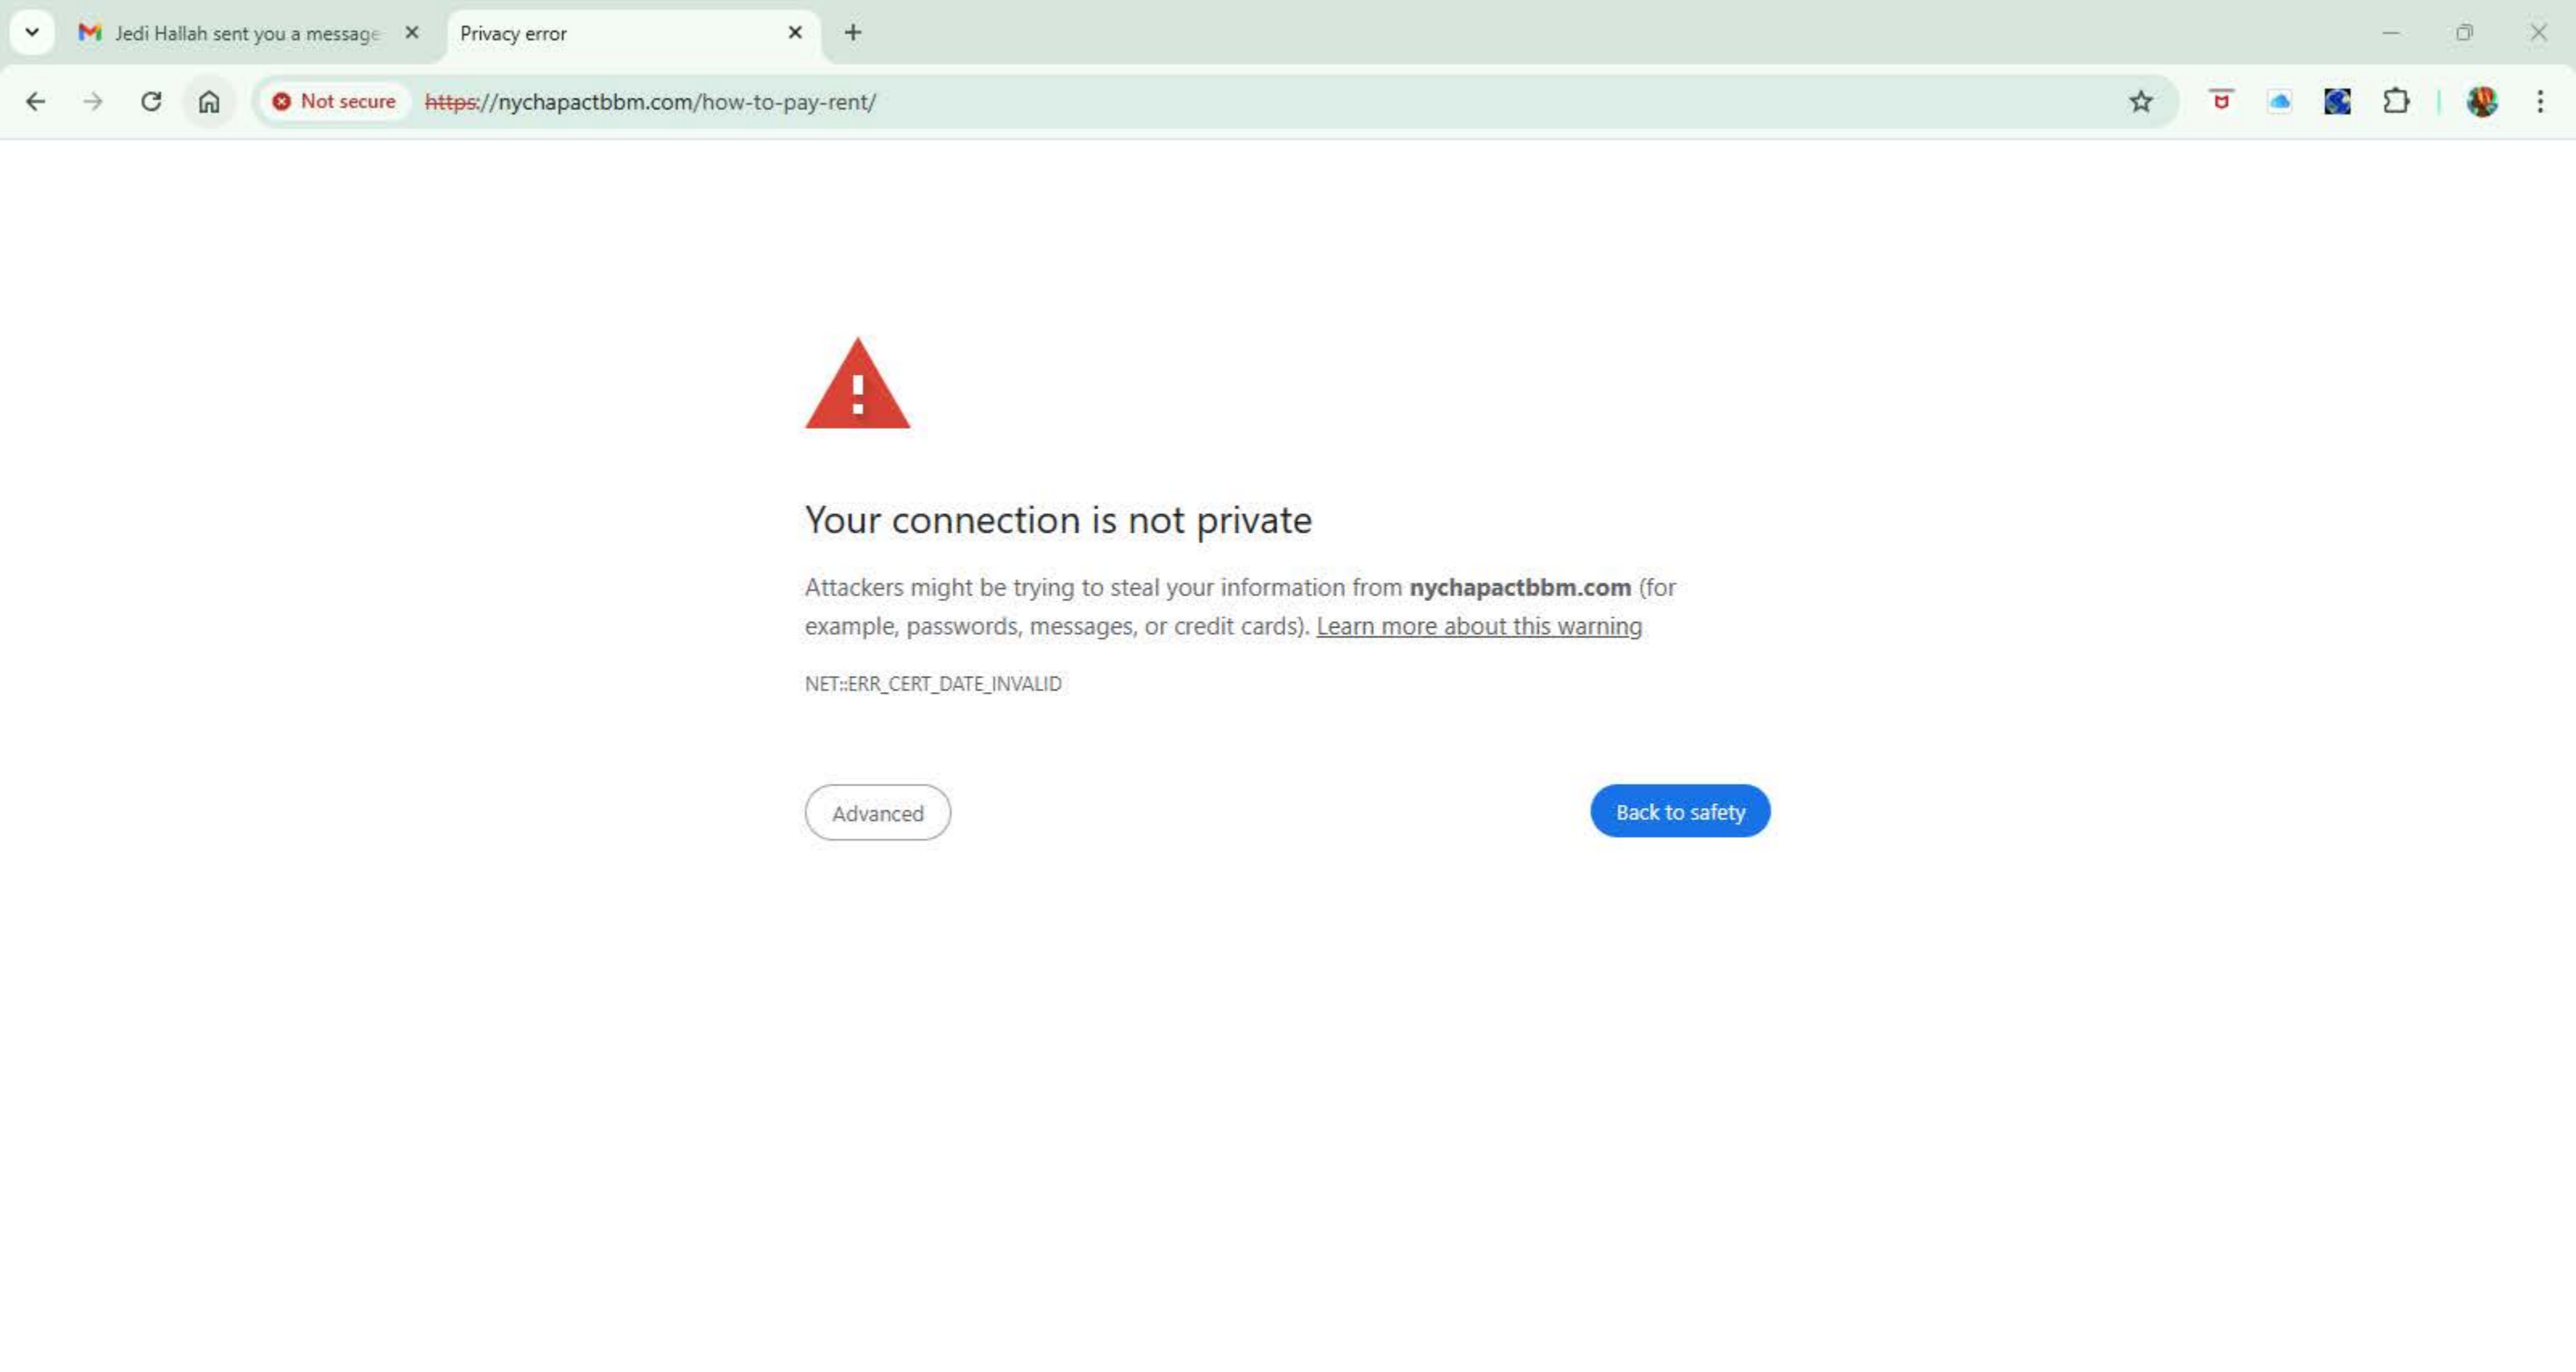 Jedi Hallah sent you a message
Privacy error
Not secure
https://nychapactbbm.com/how-to-pay-rent/
Your connection is not private
Attackers might be trying to steal your information from nychapactbbm.com (for
example, passwords, messages, or credit cards). Learn more about this warning
NET::ERR_CERT_DATE_INVALID
Advanced
Back to safety